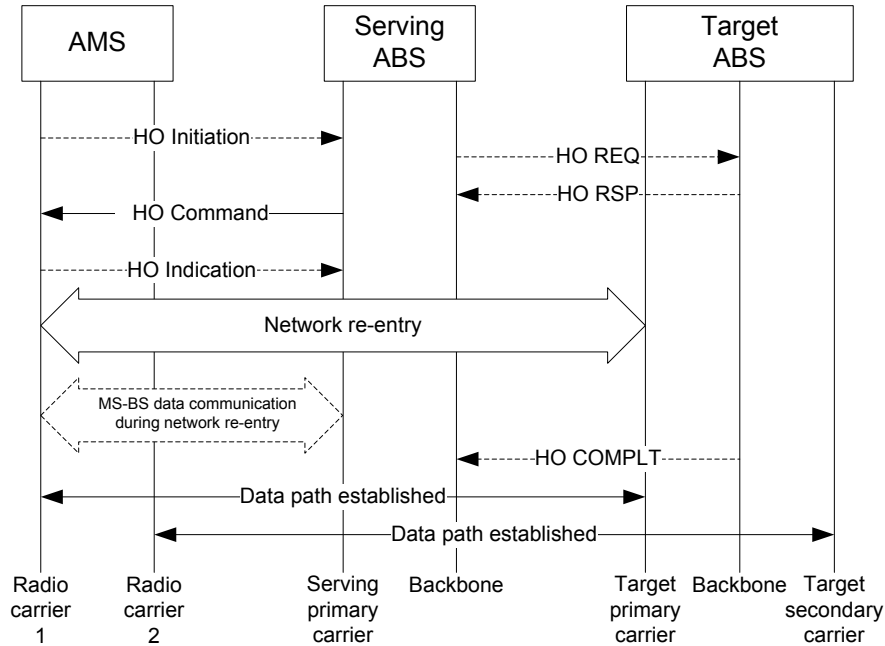 AMS
Serving
ABS
Target
ABS
HO Initiation
HO REQ
HO RSP
HO Command
HO Indication
Network re-entry
MS-BS data communication
during network re-entry
HO COMPLT
Data path established
Data path established
Radio
carrier
1
Radio
carrier
2
Serving
primary
carrier
Backbone
Target
primary
carrier
Backbone
Target
secondary
carrier